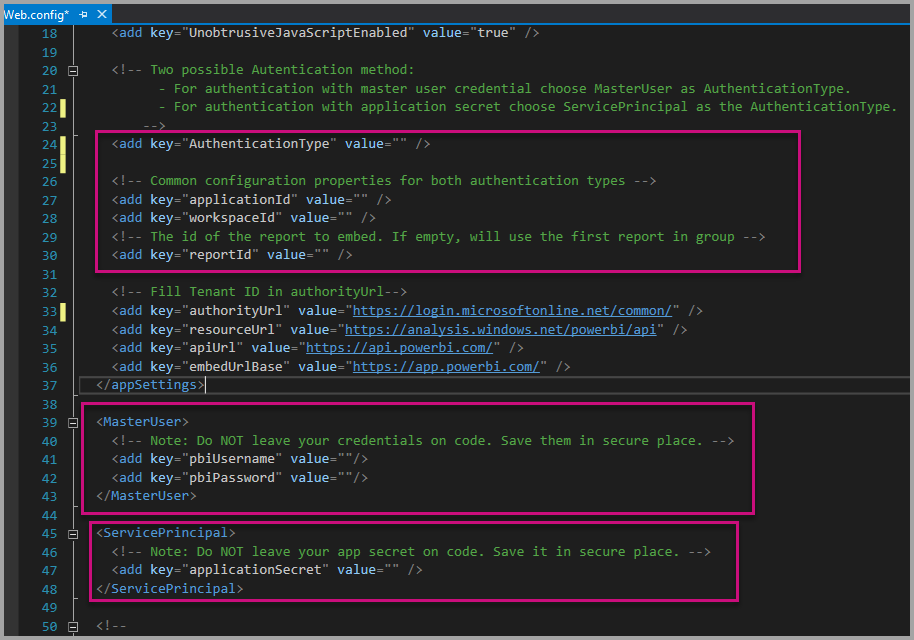 Web.config*
18 <add key="UnobtrusiveJavaScriptEnabled" value="true" />
19
20 <!-- Two possible Autentication method:
21 - For authentication with master user credential choose MasterUser as AuthenticationType.
22 - For authentication with application secret choose ServicePrincipal as the AuthenticationType.
23 -->
24 <add key="AuthenticationType" value="" />
25
26 <!-- Common configuration properties for both authentication types -->
27 <add key="applicationId" value="" />
28 <add key="workspaceId" value="" />
29 <!-- The id of the report to embed. If empty, will use the first report in group -->
30 <add key="reportId" value="" />
31
32 <!-- Fill Tenant ID in authorityUrl-->
33 <add key="authorityUrl" value="https://login.microsoftonline.net/common/" />
34 <add key="resourceUrl" value="https://analysis.windows.net/powerbi/api" />
35 <add key="apiUrl" value="https://api.powerbi.com/" />
36 <add key="embedUrlBase" value="https://app.powerbi.com/" />
37 </appSettings>
38
39 <MasterUser>
40 <!-- Note: Do NOT leave your credentials on code. Save them in secure place. -->
41 <add key="pbiUsername" value=""/>
42 <add key="pbiPassword" value=""/>
43 </MasterUser>
44
45 <ServicePrincipal>
46 <!-- Note: Do NOT leave your app secret on code. Save it in secure place. -->
47 <add key="applicationSecret" value="" />
48 </ServicePrincipal>
49
50 <!--